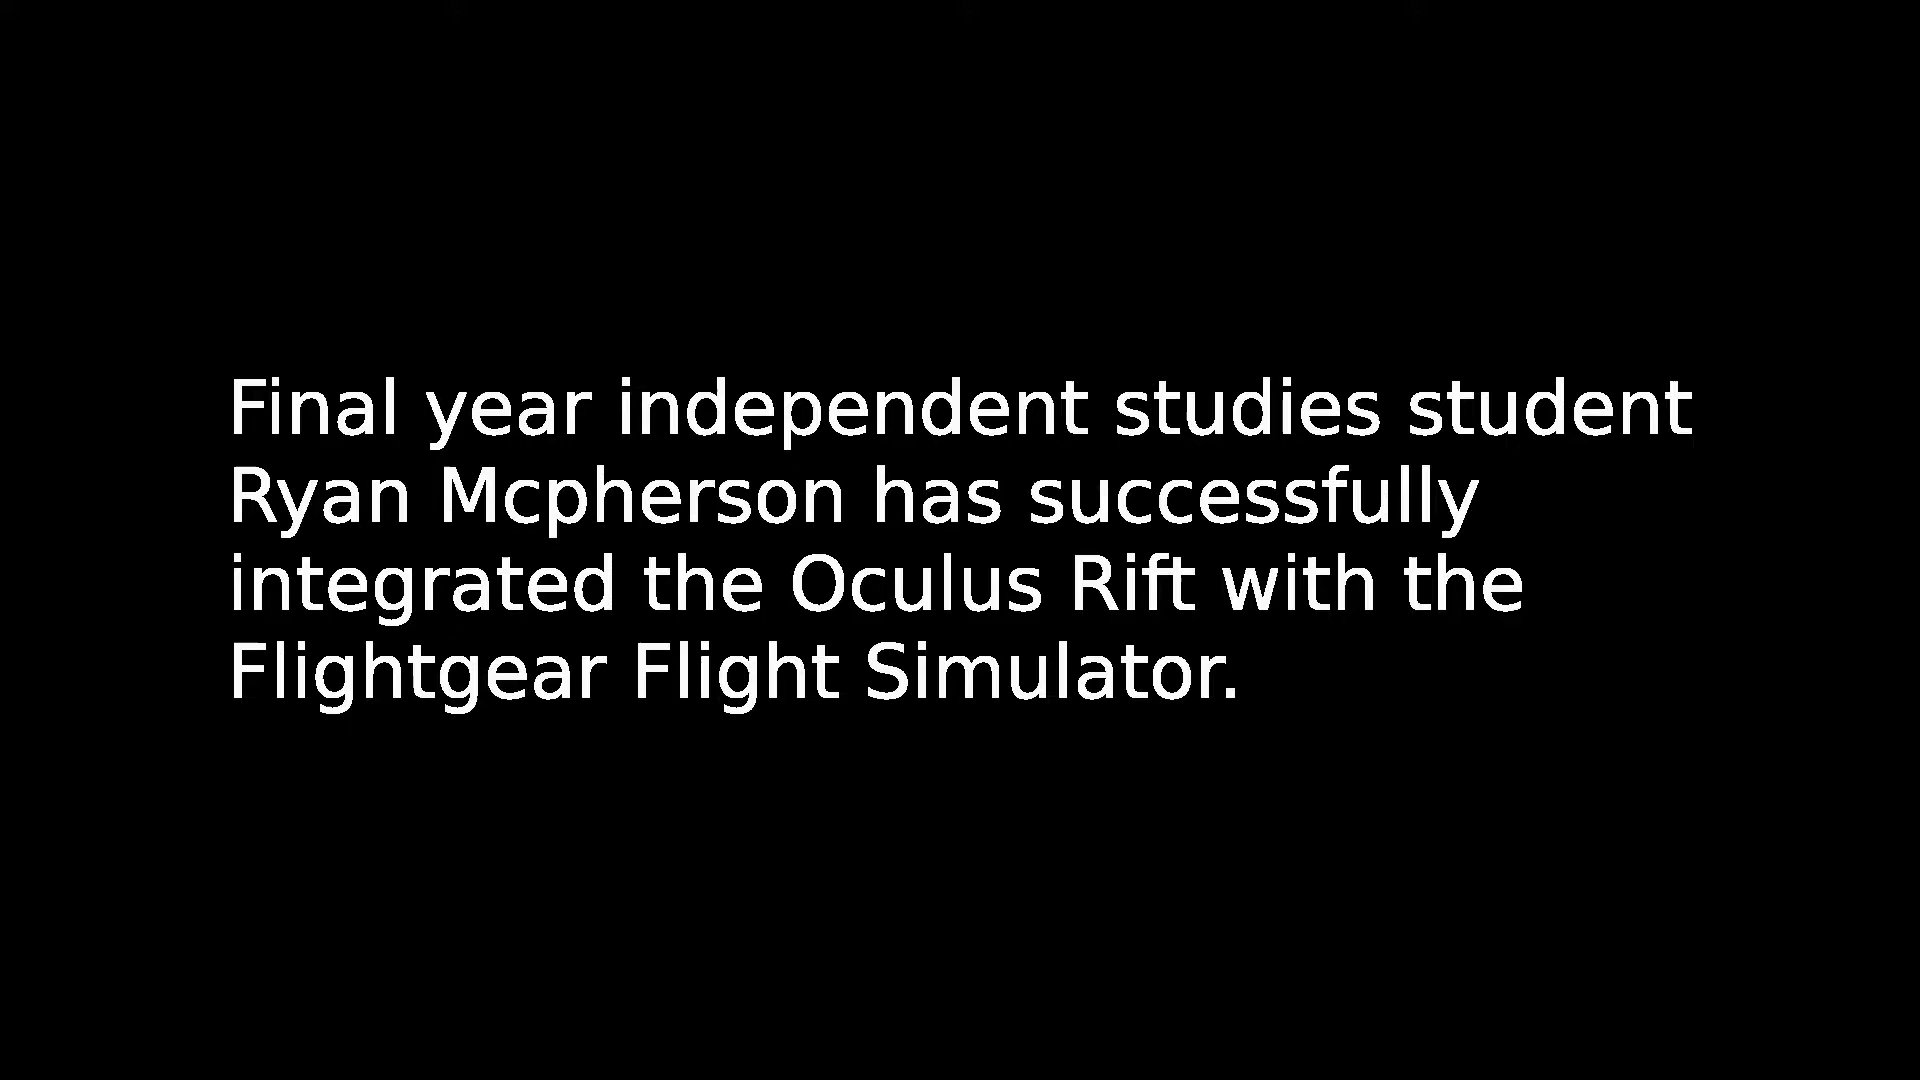 Final year independent studies student
Ryan Mcpherson has successfully
integrated the Oculus Rift with the
Flightgear Flight Simulator.